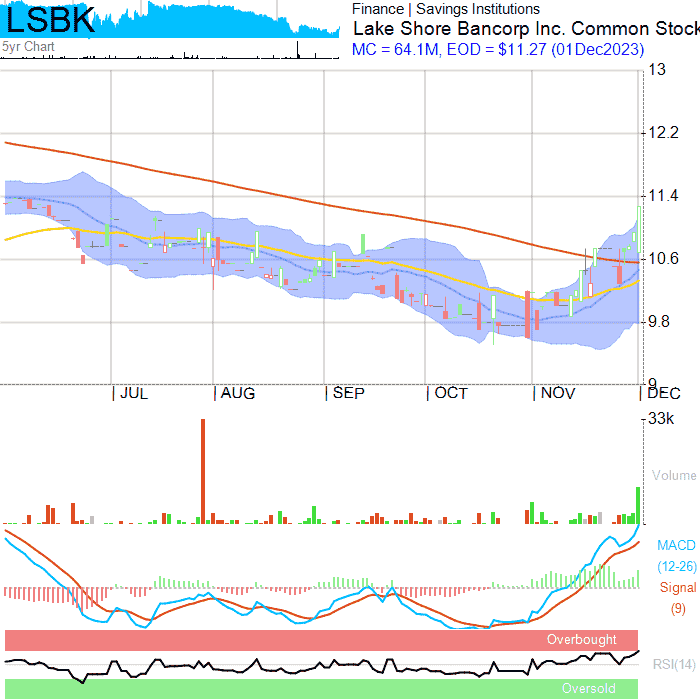 LSBK
5yr Chart
Finance | Savings Institutions
Lake Shore Bancorp Inc. Common Stock
MC = 64.1M, EOD = $11.27 (01Dec2023)
13
12.2
11.4
10.6
9.8
9
JUL
AUG
SEP
OCT
NOV
DEC
33k
Volume
MACD
(12-26)
Signal
(9)
Overbought
RSI(14)
Oversold